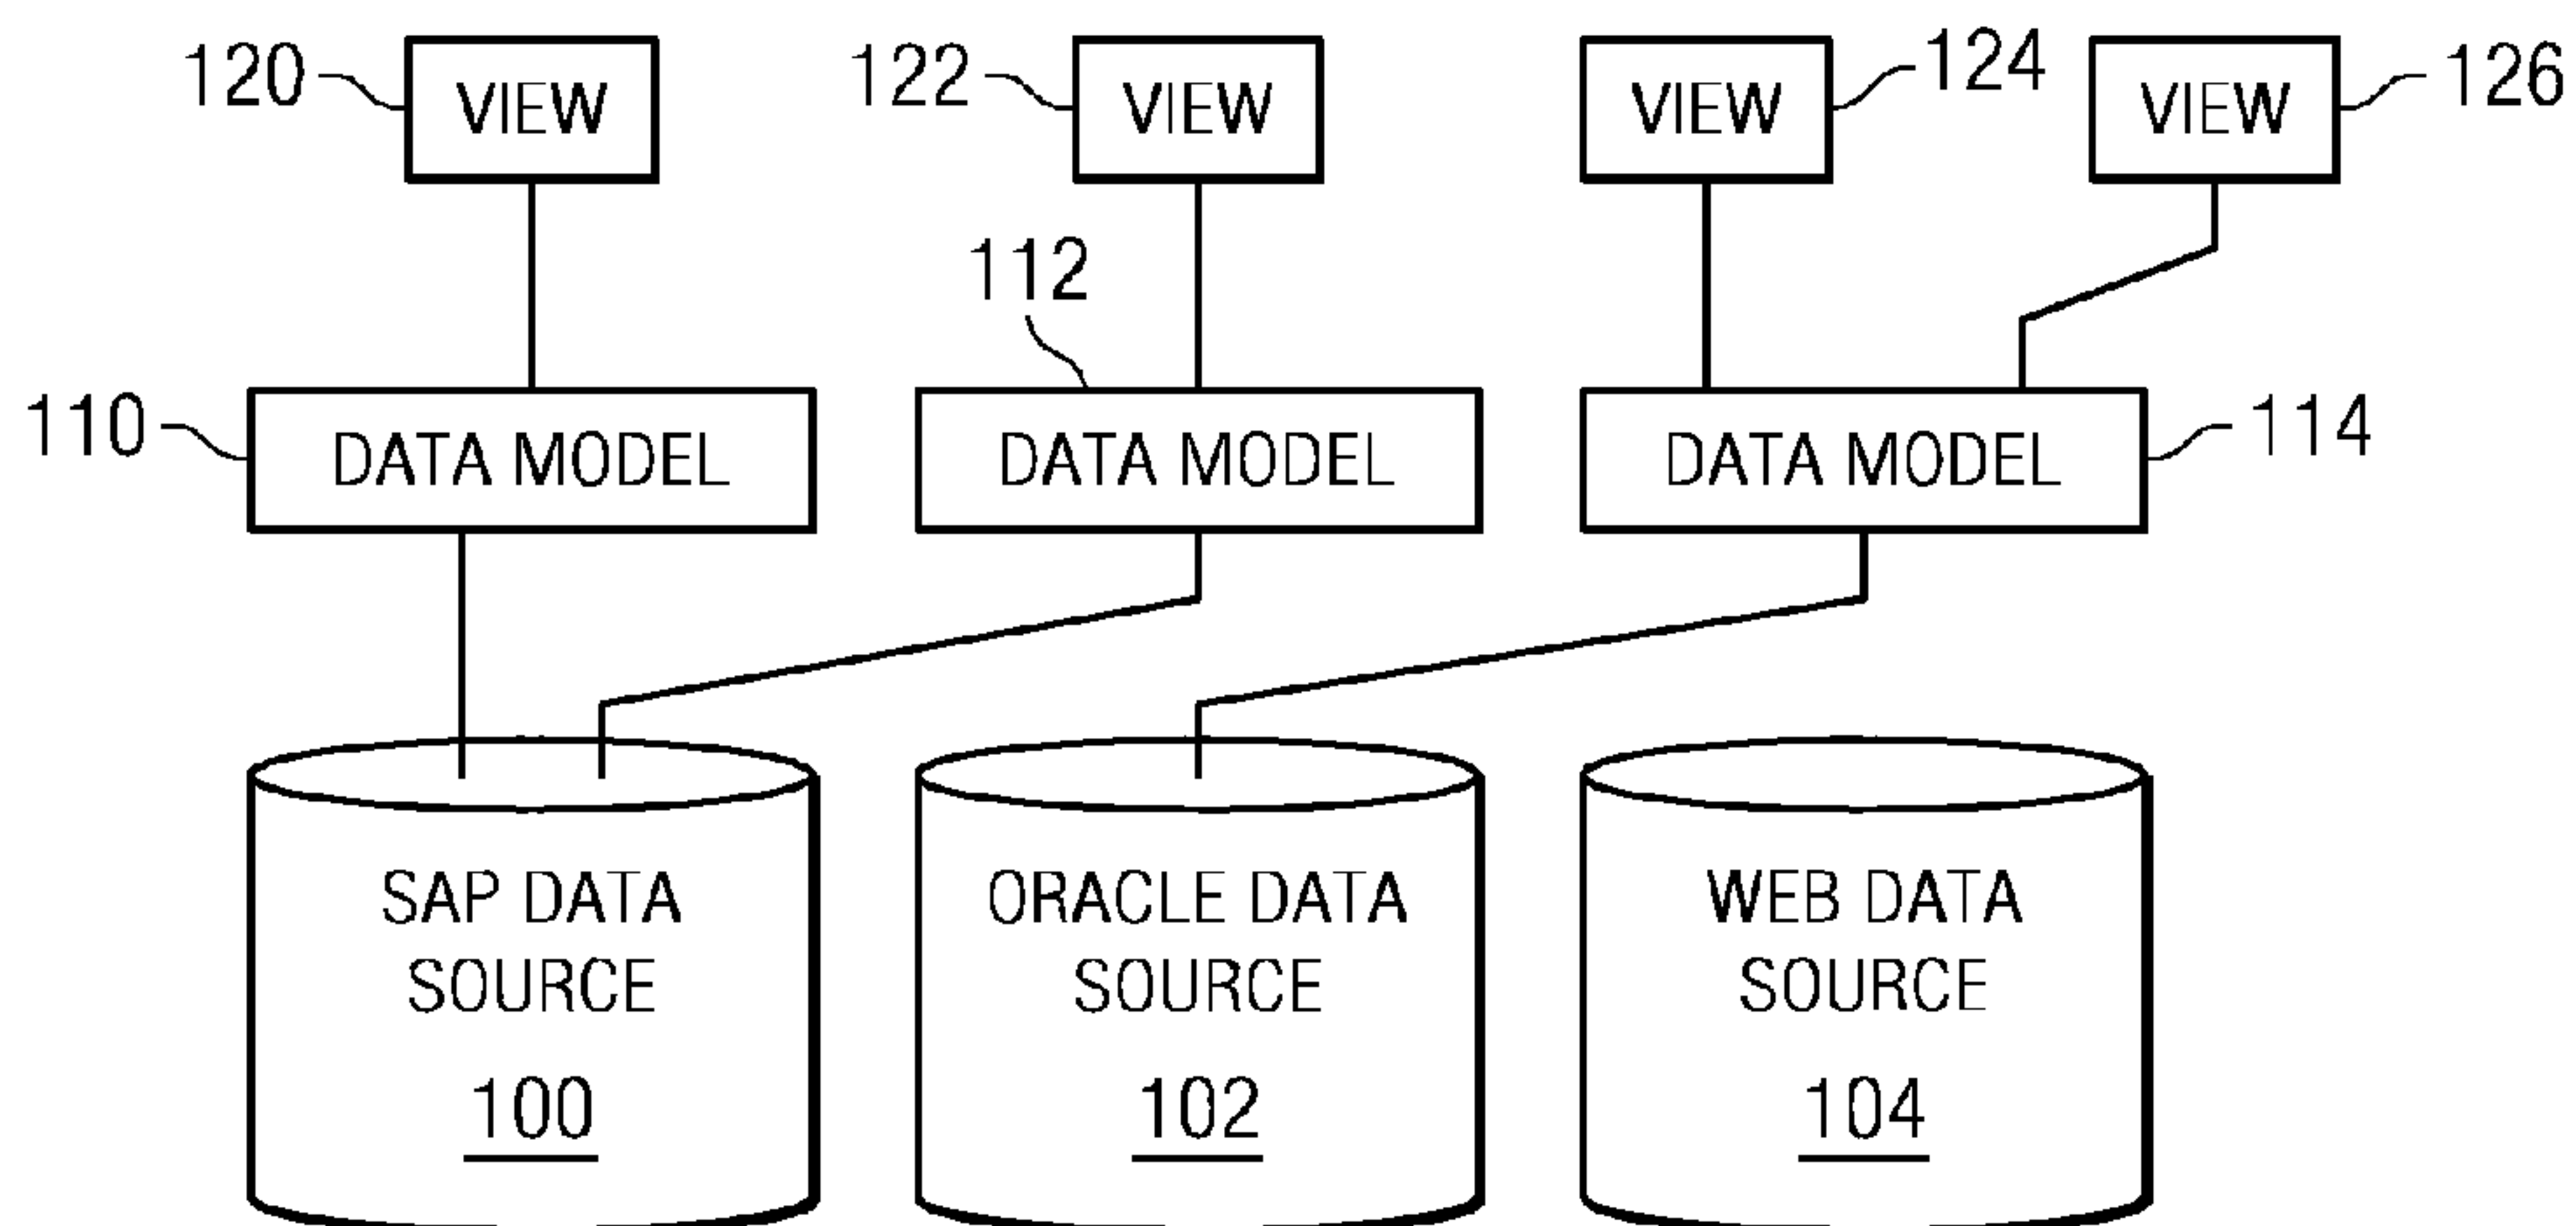 120 VIEW
122 VIEW
VIEW 124
VIEW 126
112
110 DATA MODEL
DATA MODEL
DATA MODEL 114
SAP DATA
SOURCE
100
ORACLE DATA
SOURCE
102
WEB DATA
SOURCE
104